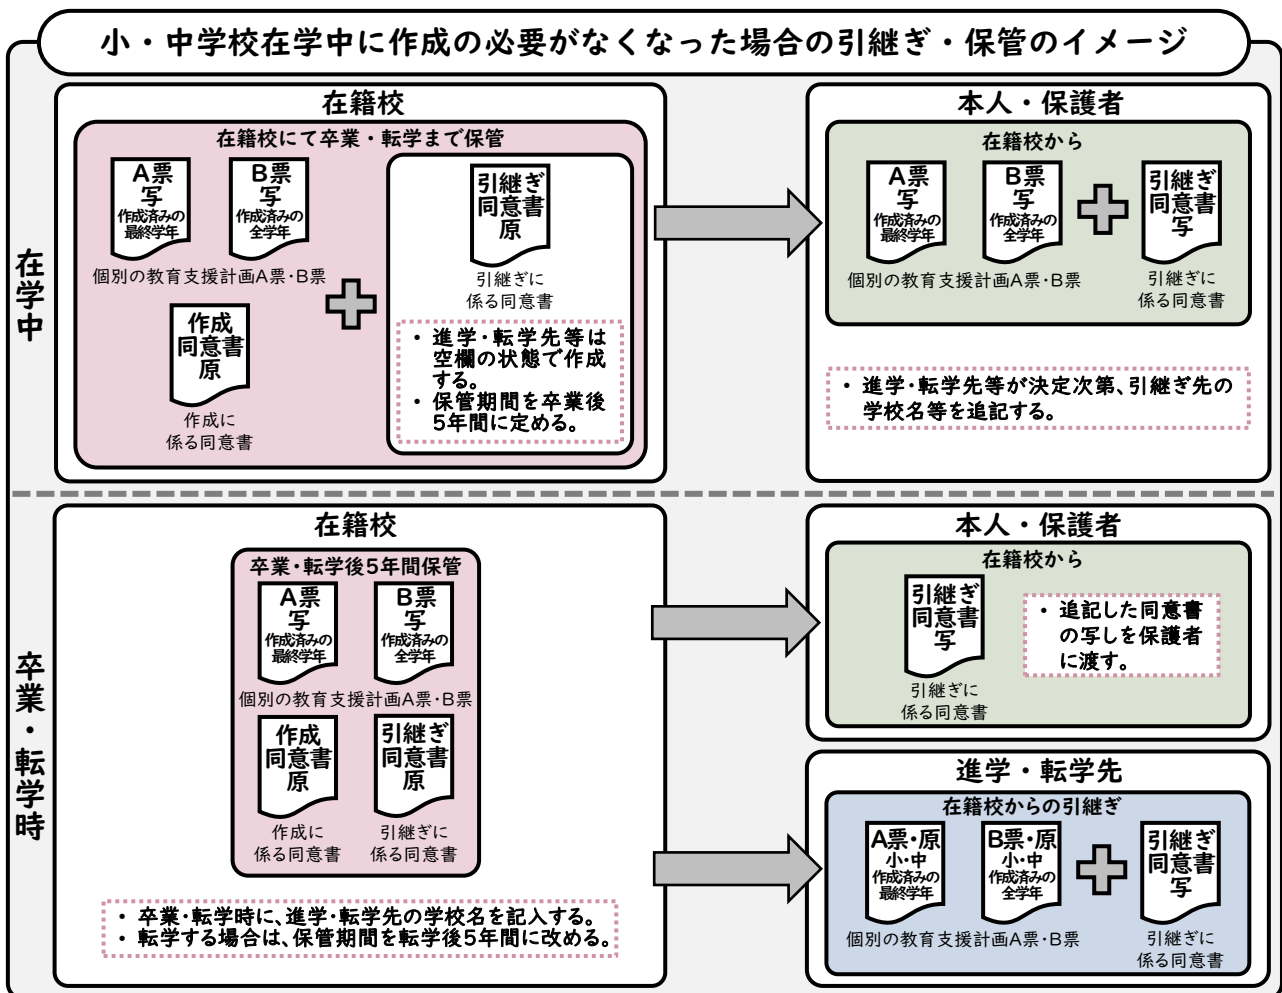 小・中学校在学中に作成の必要がなくなった場合の引継ぎ・保管のイメージ
在学中
在籍校
在籍校にて卒業・転学まで保管
A票
写
作成済みの
最終学年
B票
写
作成済みの
全学年
個別の教育支援計画A票・B票
作成
同意書
原
作成に
係る同意書
引継ぎ
同意書
原
引継ぎに
係る同意書
・ 進学・転学先等は
空欄の状態で作成
する。
・ 保管期間を卒業後
5年間に定める。
本人・保護者
在籍校から
A票
写
作成済みの
最終学年
B票
写
作成済みの
全学年
個別の教育支援計画A票・B票
引継ぎ
同意書
写
引継ぎに
係る同意書
・ 進学・転学先等が決定次第、引継ぎ先の
学校名等を追記する。
卒業・転学時
在籍校
卒業・転学後5年間保管
A票
写
作成済みの
最終学年
B票
写
作成済みの
全学年
個別の教育支援計画A票・B票
作成
同意書
原
作成に
係る同意書
引継ぎ
同意書
原
引継ぎに
係る同意書
・ 卒業・転学時に、進学・転学先の学校名を記入する。
・ 転学する場合は、保管期間を転学後5年間に改める。
本人・保護者
在籍校から
引継ぎ
同意書
写
引継ぎに
係る同意書
・ 追記した同意書
の写しを保護者
に渡す。
進学・転学先
在籍校からの引継ぎ
A票・原
小・中
作成済みの
最終学年
B票・原
小・中
作成済みの
全学年
個別の教育支援計画A票・B票
引継ぎ
同意書
写
引継ぎに
係る同意書